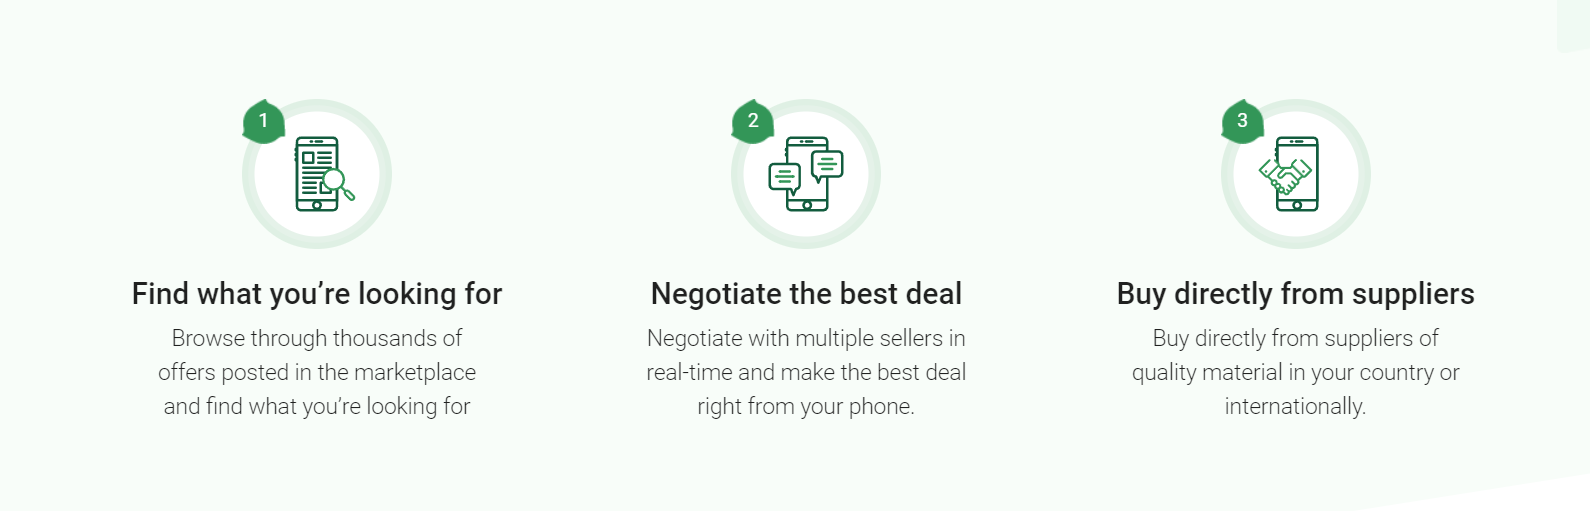 1
Find what you’re looking for
Browse through thousands of
offers posted in the marketplace
and find what you’re looking for
2
Negotiate the best deal
Negotiate with multiple sellers in
real-time and make the best deal
right from your phone.
3
Buy directly from suppliers
Buy directly from suppliers of
quality material in your country or
internationally.